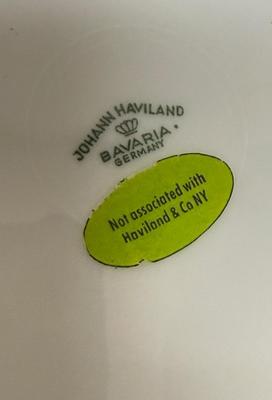 JOHANN HAVILAND
BAVARIA
GERMANY
Not associated with
Haviland & Co NY